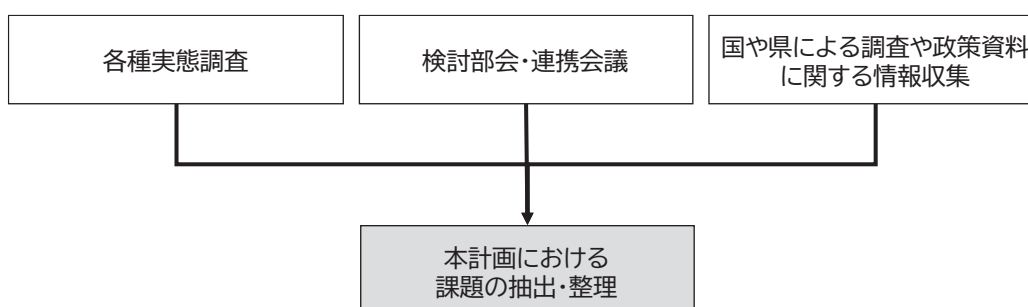 各種実態調査
検討部会・連携会議
国や県による調査や政策資料
に関する情報収集
本計画における
課題の抽出・整理